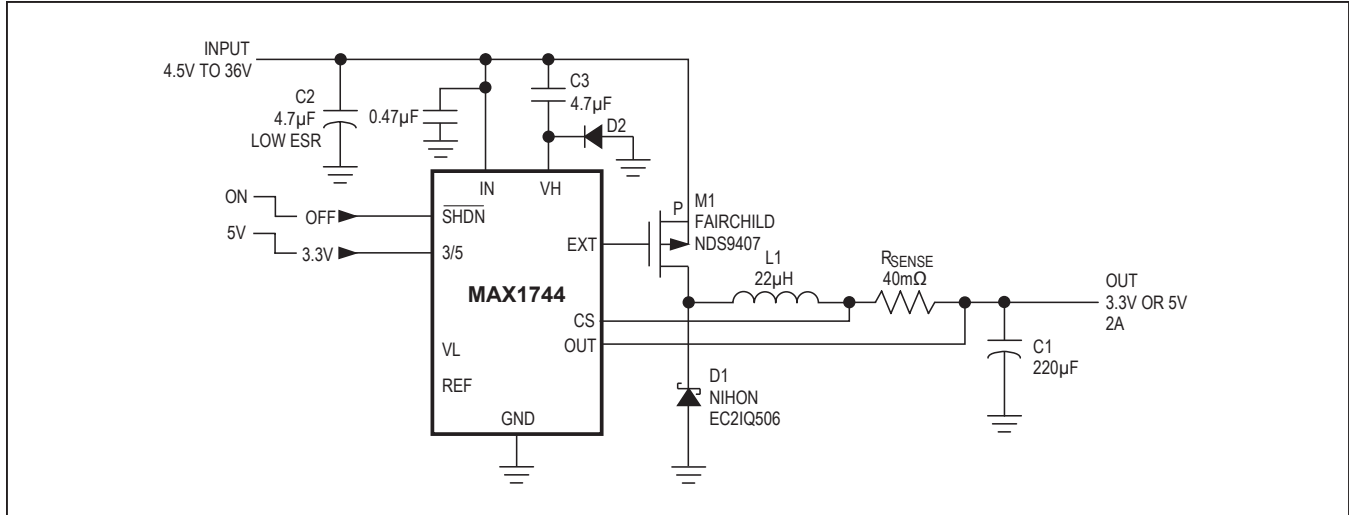 INPUT
4.5V TO 36V
C2
4.7µF
LOW ESR
0.47µF
C3
4.7µF
D2
IN
VH
ON
OFF
SHDN
5V
3.3V
3/5
MAX1744
EXT
CS
OUT
VL
REF
GND
P
M1
FAIRCHILD
NDS9407
L1
22µH
RSENSE
40mΩ
OUT
3.3V OR 5V
2A
C1
220µF
D1
NIHON
EC2IQ506